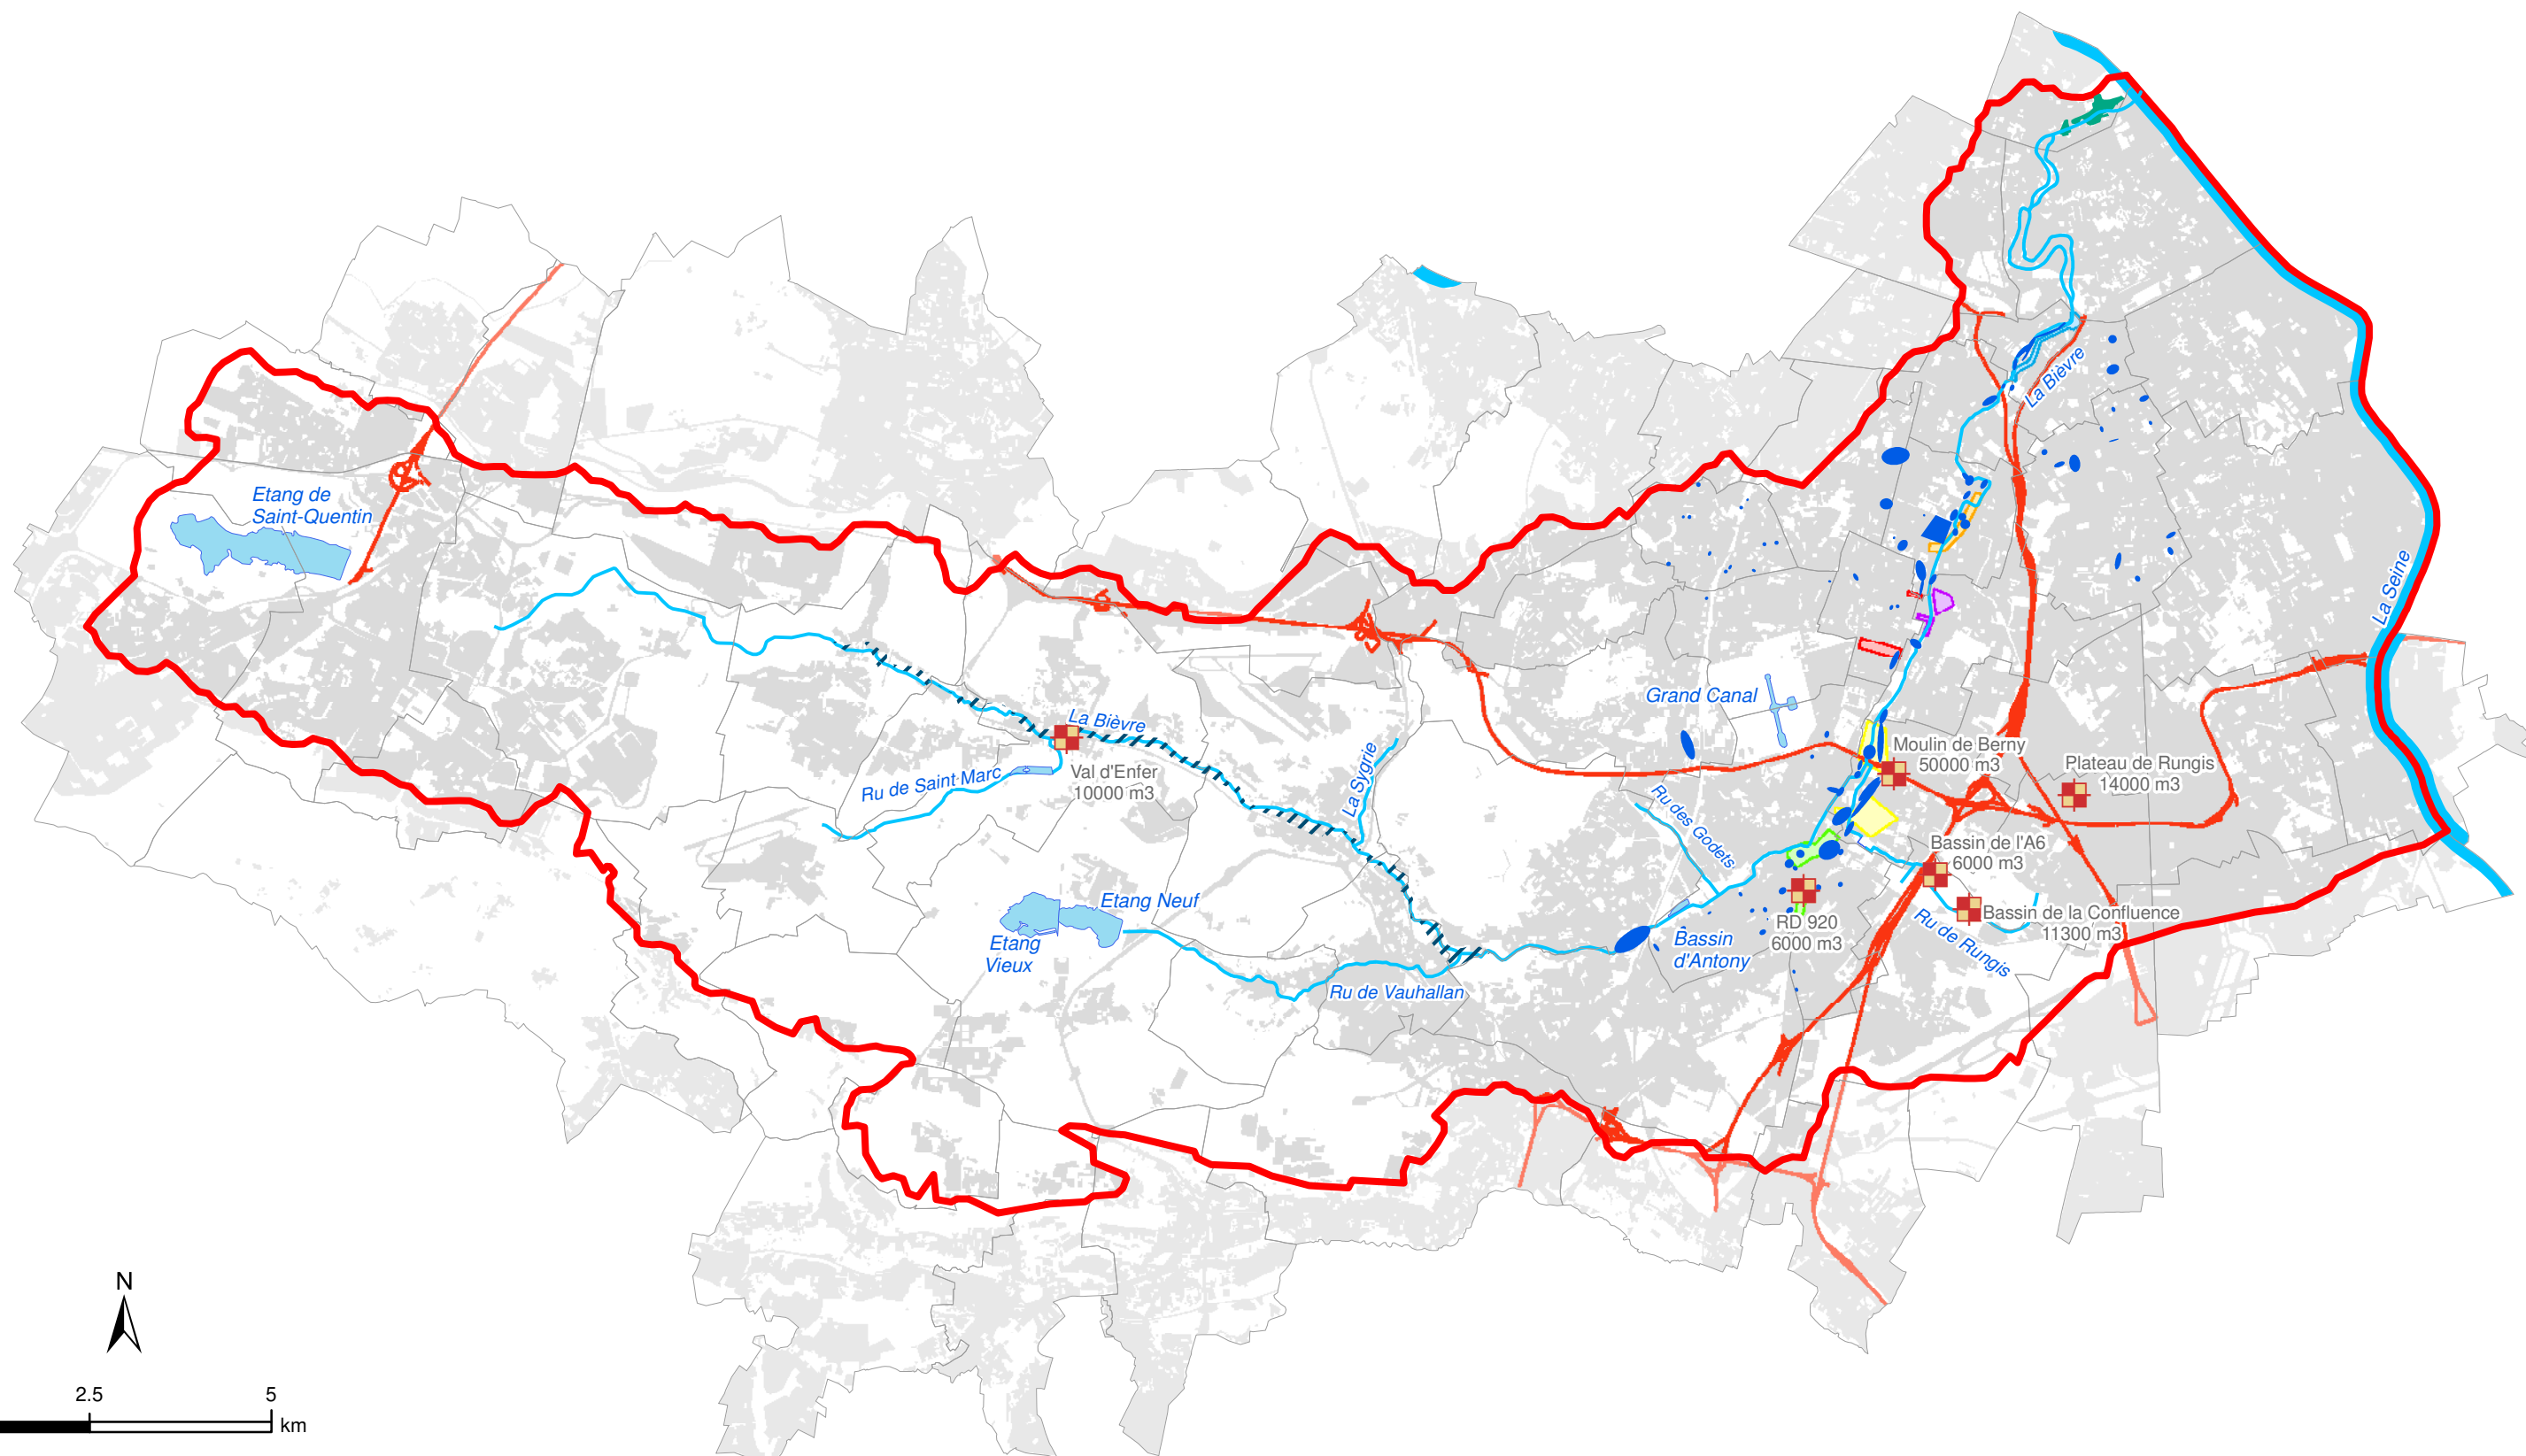 La Bièvre
Etang de
Saint-Quentin
La Seine
Grand Canal
La Bièvre
Moulin de Berny
50000 m3
Plateau de Rungis
14000 m3
Val d'Enfer
10000 m3
Ru de Saint Marc
La Sygrie
Ru des Godets
Bassin de l'A6
6000 m3
Etang Neuf
Etang
Vieux
RD 920
6000 m3
Bassin de la Confluence
11300 m3
Bassin
d'Antony
Ru de Rungis
Ru de Vauhallan
N
2.5
5
km